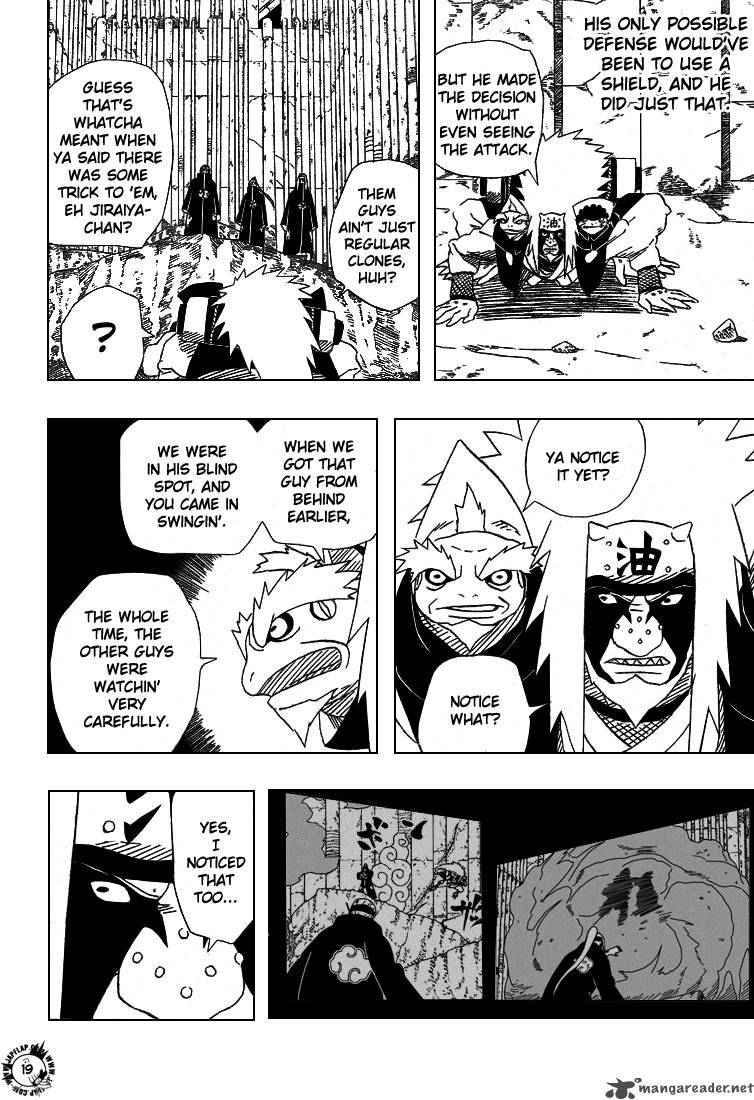 HIS ONLY POSSIBLE
DEFENSE WOULD'VE
BEEN TO USE A
SHIELD, AND HE
DID JUST THAT.
BUT HE MADE
THE DECISION
WITHOUT
EVEN SEEING
THE ATTACK.
油
THEM
GUYS
AIN'T JUST
REGULAR
CLONES,
HUH?
GUESS
THAT'S
WHATCHA
MEANT WHEN
YA SAID THERE
WAS SOME
TRICK TO 'EM,
EH JIRAIYA-
CHAN?
?
YA NOTICE
IT YET?
油
NOTICE
WHAT?
WHEN WE
GOT THAT
GUY FROM
BEHIND
EARLIER,
WE WERE
IN HIS BLIND
SPOT, AND
YOU CAME IN
SWINGIN'.
THE WHOLE
TIME, THE
OTHER GUYS
WERE
WATCHIN'
VERY
CAREFULLY.
YES,
I
NOTICED
THAT
TOO...
19
mangareader.net